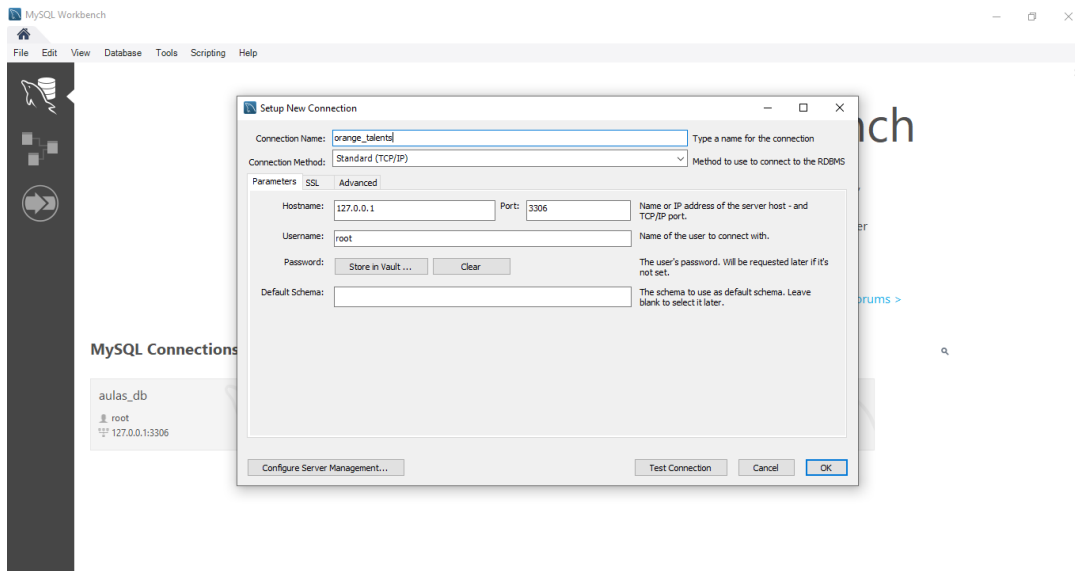 MySQL Workbench
File Edit View Database Tools Scripting Help
Setup New Connection
nch
Connection Name: orange_talents Type a name for the connection
Connection Method: Standard (TCP/IP) Method to use to connect to the RDBMS
Parameters SSL Advanced
Hostname: 127.0.0.1 Port: 3306 Name or IP address of the server host - and
TCP/IP port.
er
Username: root Name of the user to connect with.
Password: Store in Vault ... Clear The user's password. Will be requested later if it's
not set.
Default Schema: The schema to use as default schema. Leave
blank to select it later.
orums >
MySQL Connections
aulas_db
root
127.0.0.1:3306
Configure Server Management... Test Connection Cancel OK